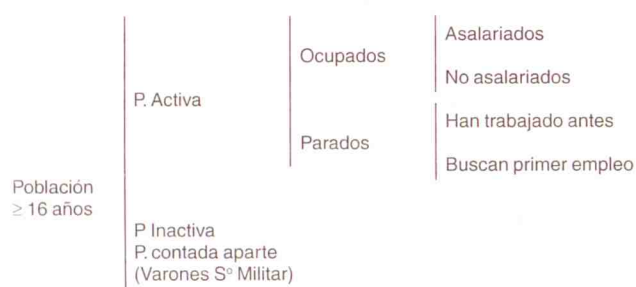 Población
≥ 16 años
P. Activa
Ocupados
Asalariados
No asalariados
Parados
Han trabajado antes
Buscan primer empleo
P Inactiva
P. contada aparte
(Varones Sº Militar)